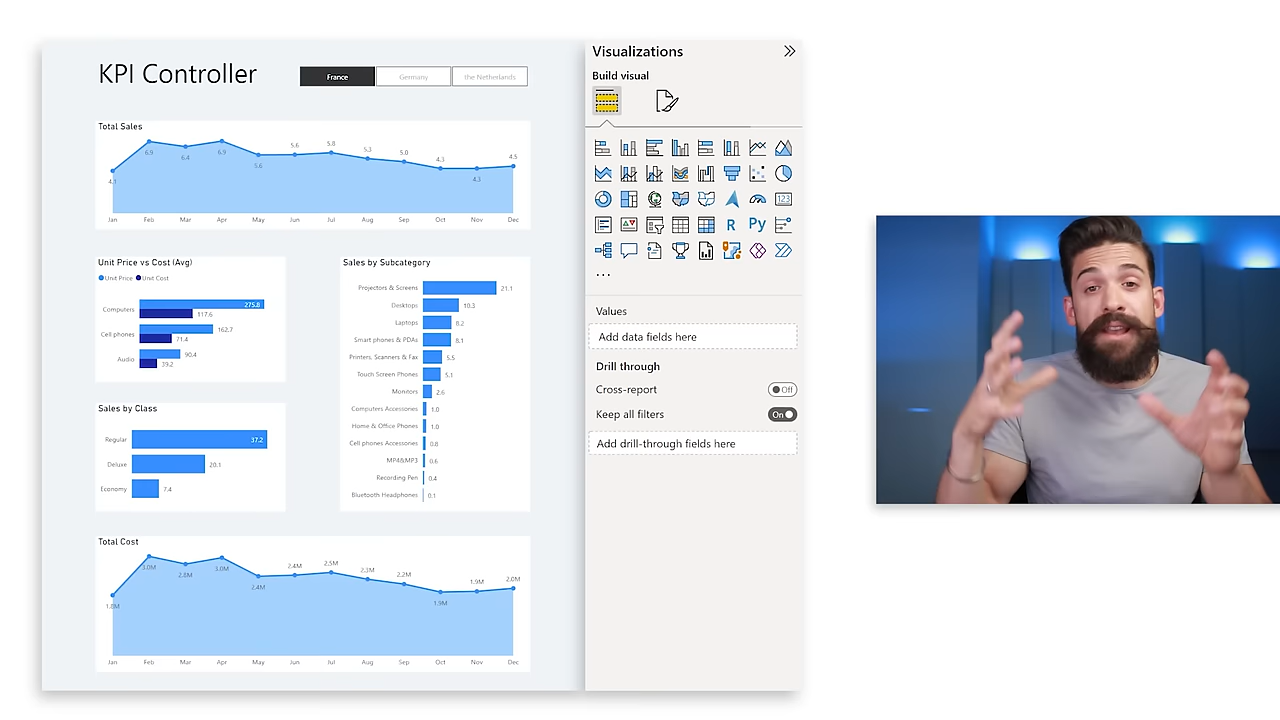 KPI Controller
France Germany the Netherlands
Total Sales
4.1 6.9 6.4 6.9 5.6 5.6 5.8 5.3 5.0 4.3 4.3 4.5
Jan Feb Mar Apr May Jun Jul Aug Sep Oct Nov Dec
Unit Price vs Cost (Avg)
Unit Price Unit Cost
Computers 275.8
117.6
Cell phones 162.7
71.4
Audio 90.4
39.2
Sales by Class
Regular 37.2
Deluxe 20.1
Economy 7.4
Sales by Subcategory
Projectors & Screens 21.1
Desktops 10.3
Laptops 8.2
Smart phones & PDAs 8.1
Printers, Scanners & Fax 5.5
Touch Screen Phones 5.1
Monitors 2.6
Computers Accessories 1.0
Home & Office Phones 1.0
Cell phones Accessories 0.8
MP4&MP3 0.6
Recording Pen 0.4
Bluetooth Headphones 0.1
Total Cost
1.8M 3.0M 2.8M 3.0M 2.4M 2.4M 2.5M 2.3M 2.2M 1.9M 1.9M 2.0M
Jan Feb Mar Apr May Jun Jul Aug Sep Oct Nov Dec
Visualizations
Build visual
123
R Py
...
Values
Add data fields here
Drill through
Cross-report Off
Keep all filters On
Add drill-through fields here